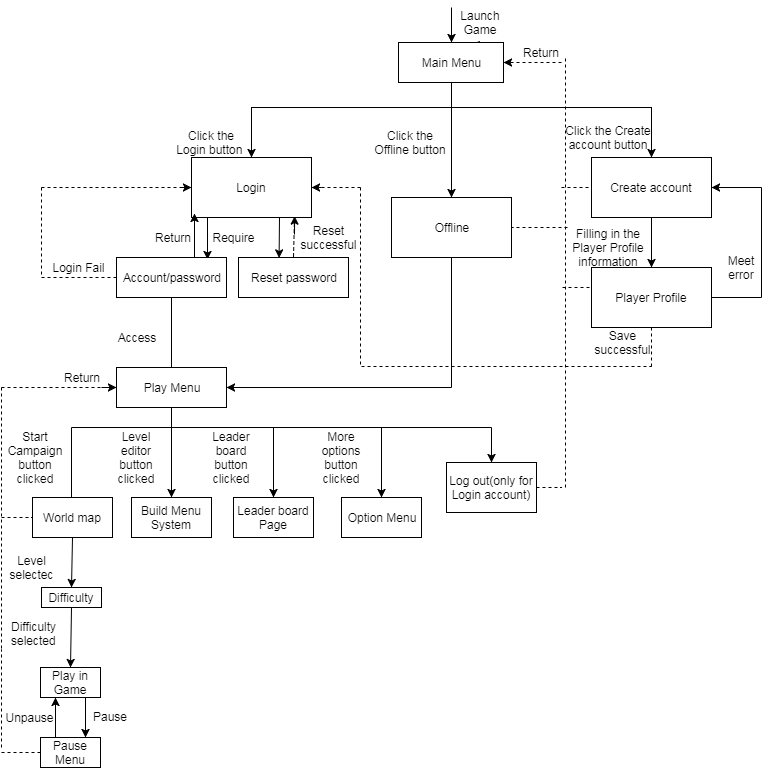 Launch
Game
Main Menu
Return
Click the
Login button
Click the
Offline button
Click the Create
account button
Login
Create account
Offline
Return
Require
Reset
successful
Filling in the
Player Profile
information
Meet
error
Login Fail
Account/password
Reset password
Player Profile
Access
Save
successful
Return
Play Menu
Start
Campaign
button
clicked
Level
editor
button
clicked
Leader
board
button
clicked
More
options
button
clicked
Log out(only for
Login account)
World map
Build Menu
System
Leader board
Page
Option Menu
Level
selectec
Difficulty
Difficulty
selected
Play in
Game
Unpause
Pause
Pause
Menu